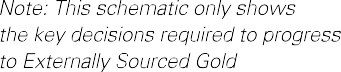 Note: This schematic only shows
the key decisions required to progress
to Externally Sourced Gold